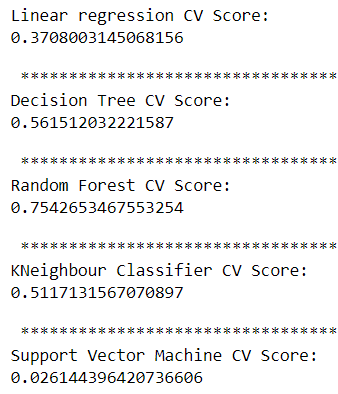 Linear regression CV Score:
0.3708003145068156
*********************************
Decision Tree CV Score:
0.561512032221587
*********************************
Random Forest CV Score:
0.7542653467553254
*********************************
KNeighbour Classifier CV Score:
0.5117131567070897
*********************************
Support Vector Machine CV Score:
0.026144396420736606